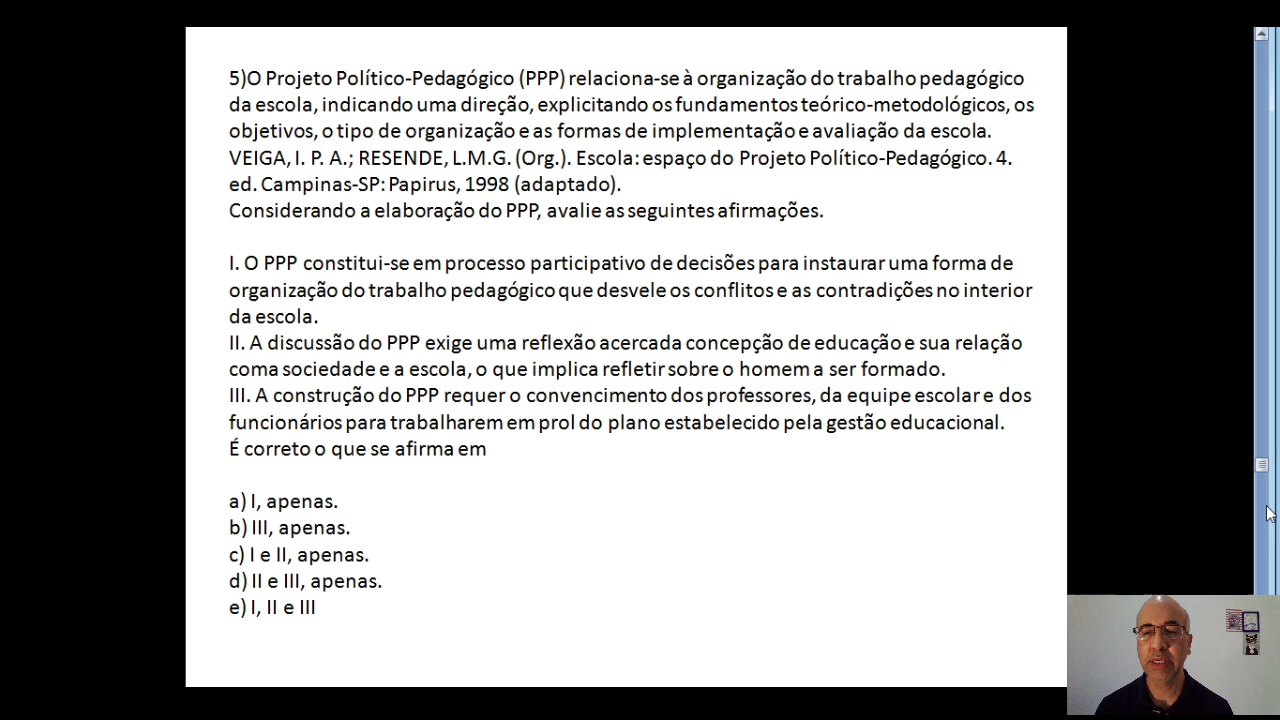 5)O Projeto Político-Pedagógico (PPP) relaciona-se à organização do trabalho pedagógico
da escola, indicando uma direção, explicitando os fundamentos teórico-metodológicos, os
objetivos, o tipo de organização e as formas de implementação e avaliação da escola.
VEIGA, I. P. A.; RESENDE, L.M.G. (Org.). Escola: espaço do Projeto Político-Pedagógico. 4.
ed. Campinas-SP: Papirus, 1998 (adaptado).
Considerando a elaboração do PPP, avalie as seguintes afirmações.
I. O PPP constitui-se em processo participativo de decisões para instaurar uma forma de
organização do trabalho pedagógico que desvele os conflitos e as contradições no interior
da escola.
II. A discussão do PPP exige uma reflexão acercada concepção de educação e sua relação
coma sociedade e a escola, o que implica refletir sobre o homem a ser formado.
III. A construção do PPP requer o convencimento dos professores, da equipe escolar e dos
funcionários para trabalharem em prol do plano estabelecido pela gestão educacional.
É correto o que se afirma em
a) I, apenas.
b) III, apenas.
c) I e II, apenas.
d) II e III, apenas.
e) I, II e III